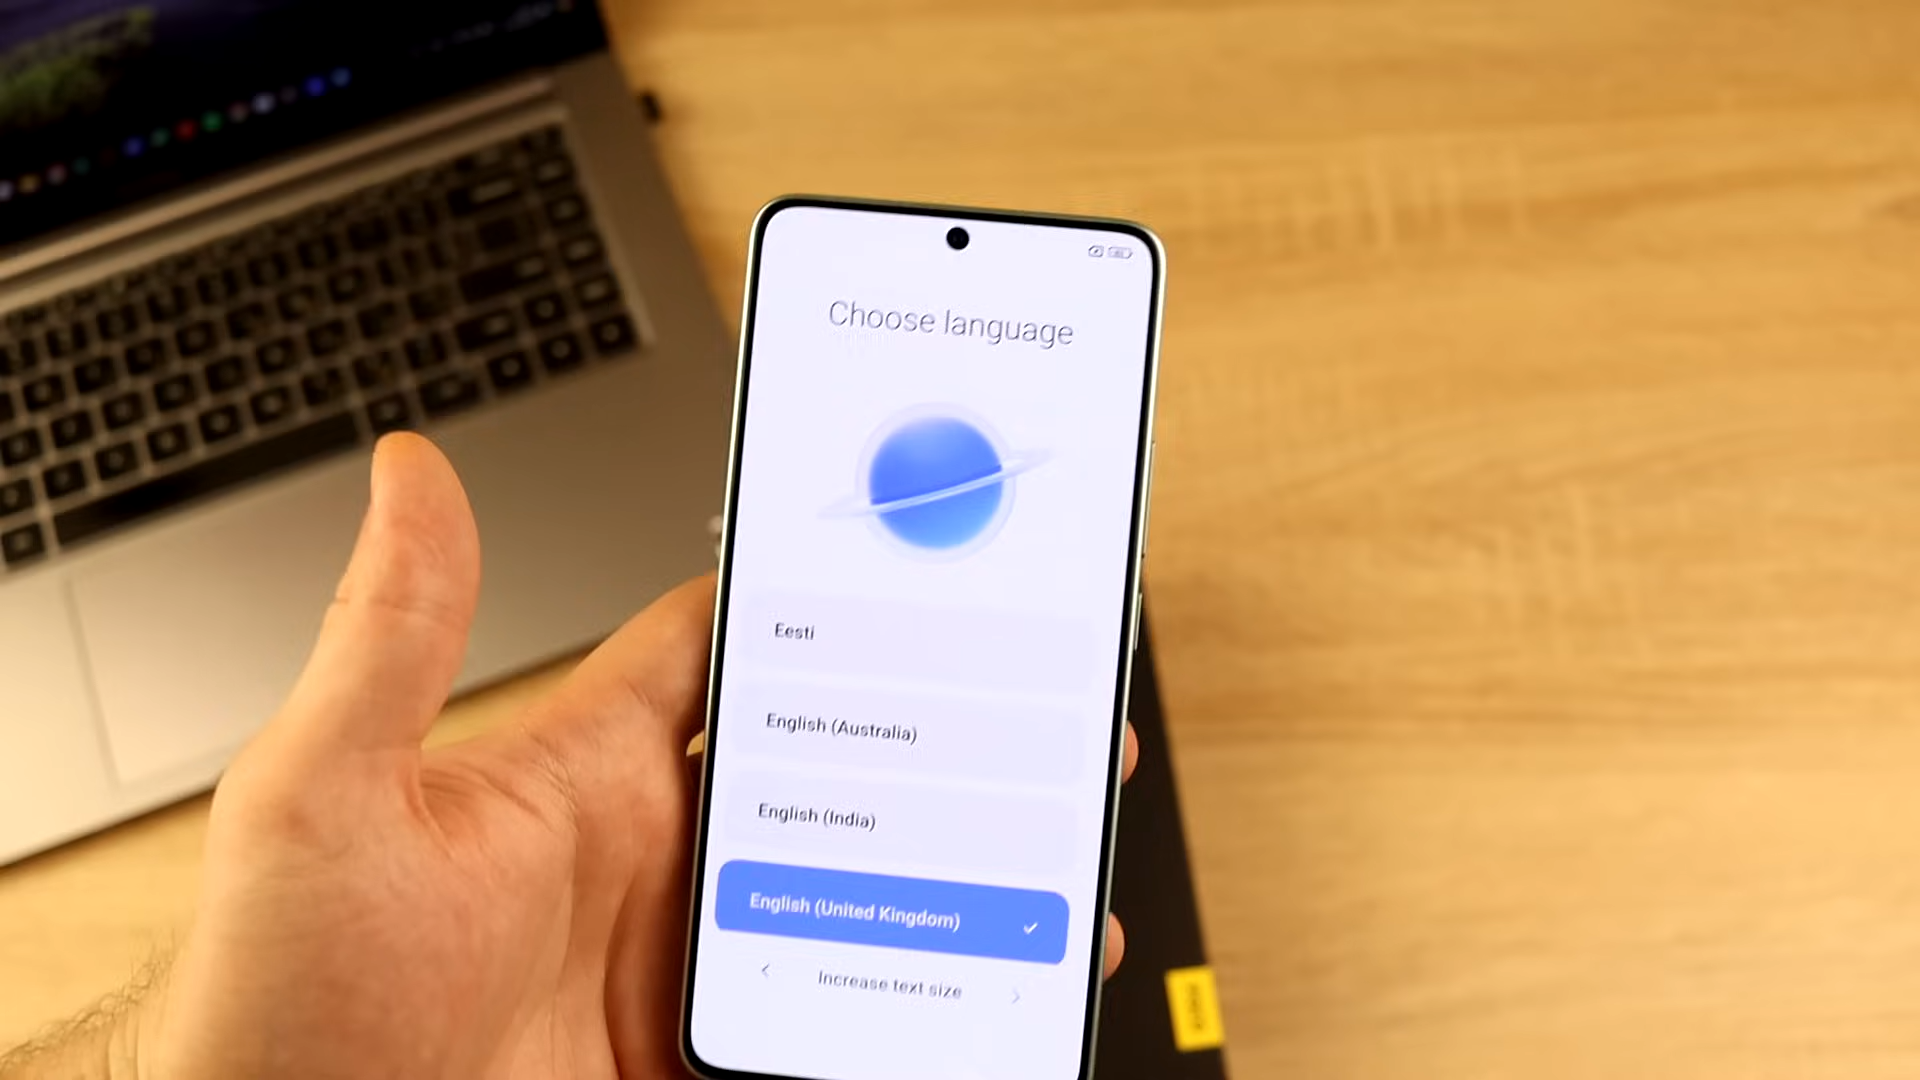 Choose language
Eesti
English (Australia)
English (India)
English (United Kingdom)
Increase text size